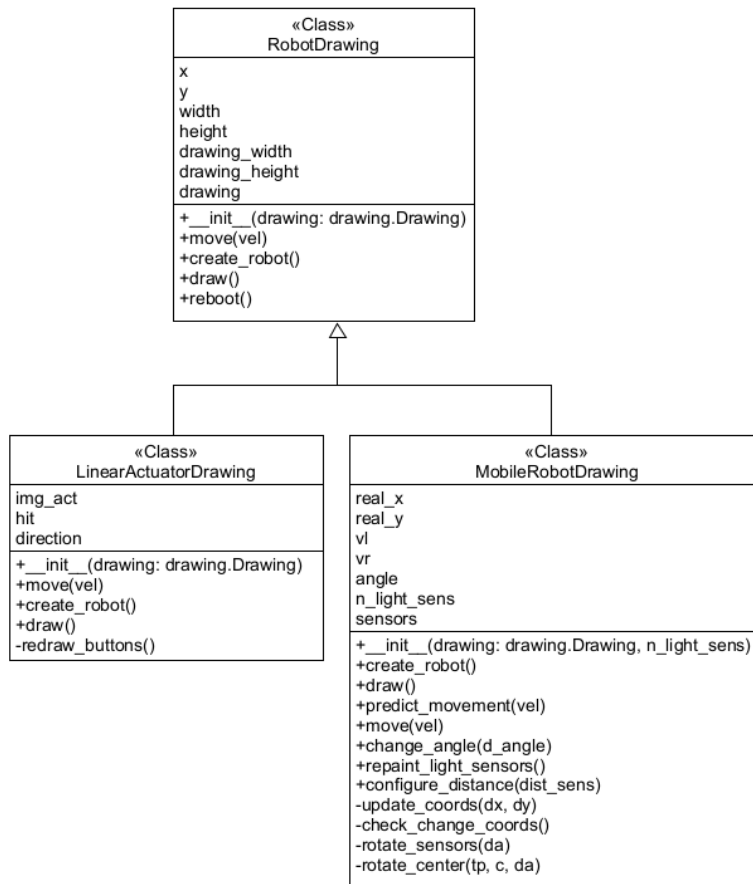 «Class»
RobotDrawing
x
y
width
height
drawing_width
drawing_height
drawing
+__init__(drawing: drawing.Drawing)
+move(vel)
+create_robot()
+draw()
+reboot()
«Class»
LinearActuatorDrawing
img_act
hit
direction
+__init__(drawing: drawing.Drawing)
+move(vel)
+create_robot()
+draw()
-redraw_buttons()
«Class»
MobileRobotDrawing
real_x
real_y
vl
vr
angle
n_light_sens
sensors
+__init__(drawing: drawing.Drawing, n_light_sens)
+create_robot()
+draw()
+predict_movement(vel)
+move(vel)
+change_angle(d_angle)
+repaint_light_sensors()
+configure_distance(dist_sens)
-update_coords(dx, dy)
-check_change_coords()
-rotate_sensors(da)
-rotate_center(tp, c, da)